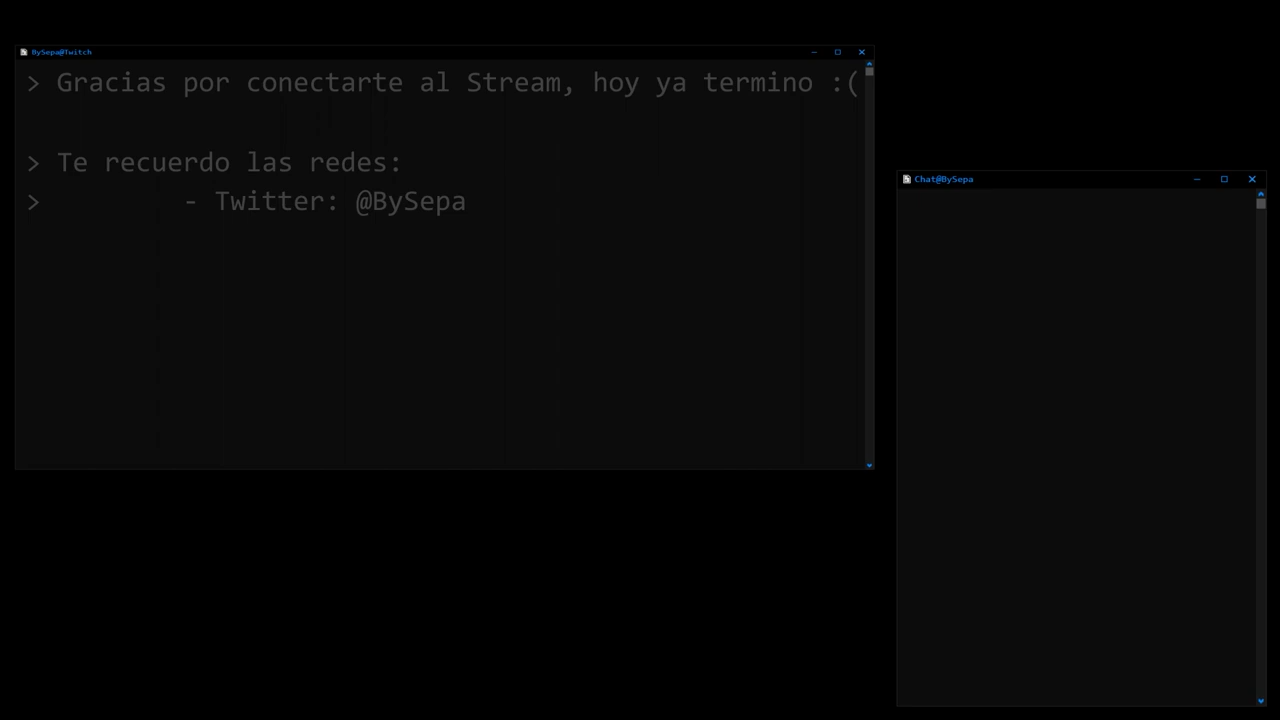 BySepa@Twitch
> Gracias por conectarte al Stream, hoy ya termino :(
> Te recuerdo las redes:
> - Twitter: @BySepa
Chat@BySepa